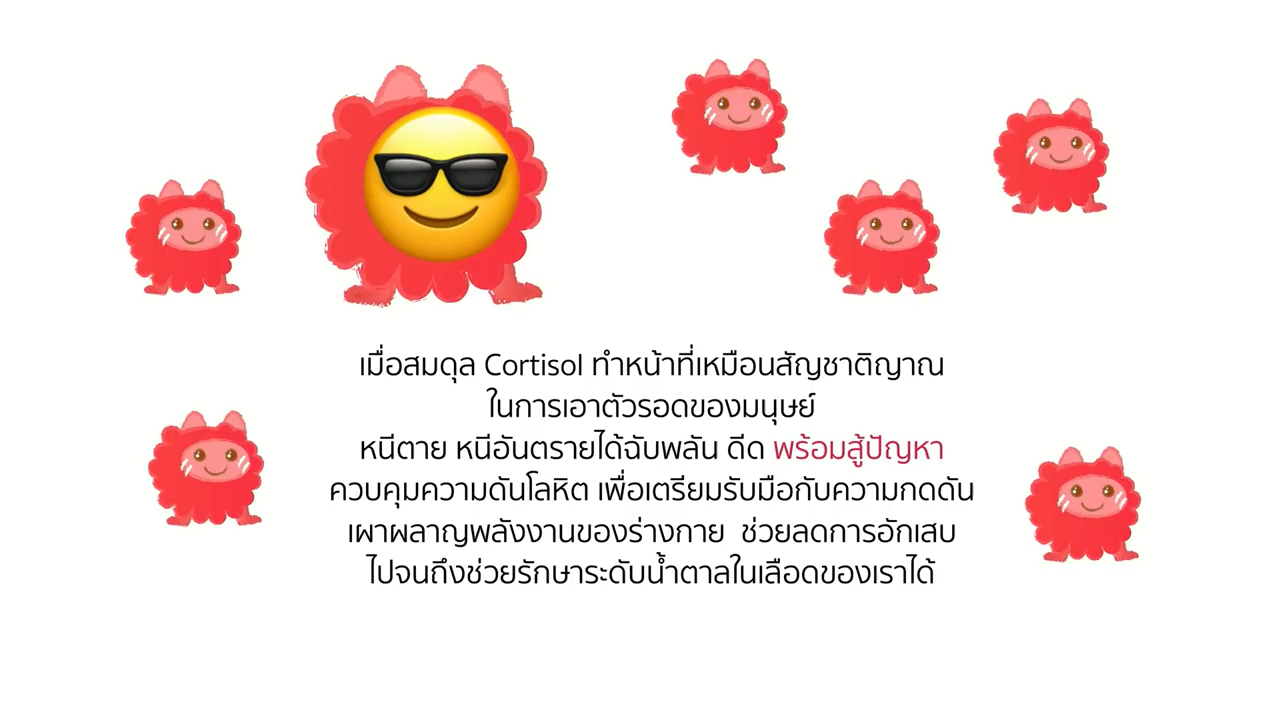 เมื่อสมดุล Cortisol ทำหน้าที่เหมือนสัญชาติญาณ
ในการเอาตัวรอดของมนุษย์
หนีตาย หนีอันตรายได้ฉับพลัน ดีด พร้อมสู้ปัญหา
ควบคุมความดันโลหิต เพื่อเตรียมรับมือกับความกดดัน
เผาผลาญพลังงานของร่างกาย  ช่วยลดการอักเสบ
ไปจนถึงช่วยรักษาระดับน้ำตาลในเลือดของเราได้